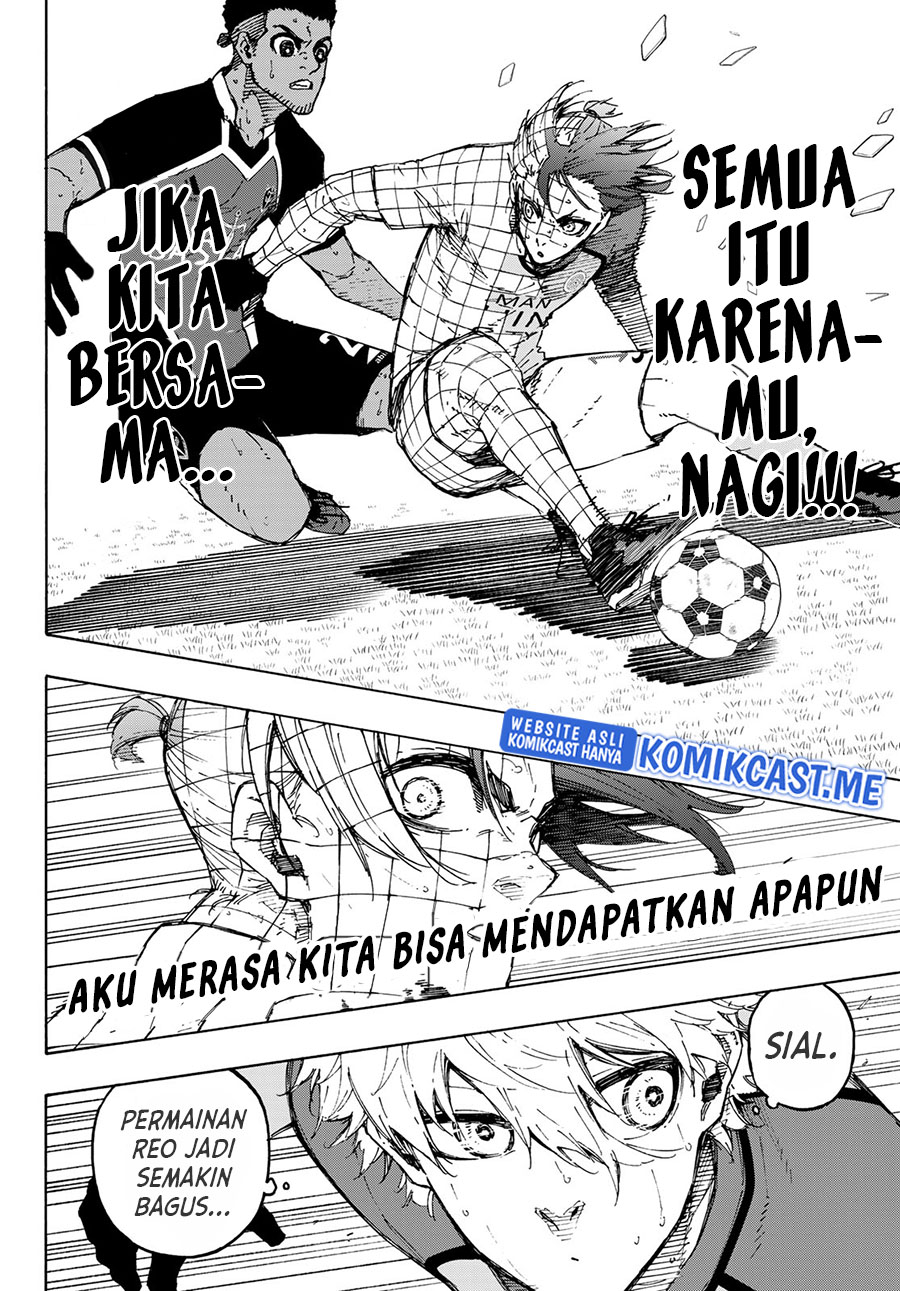 SEMUA
ITU
KARENA-
MU,
NAGI!!!
JIKA
KITA
BERSA-
MA...
MAN
WEBSITE ASLI
KOMIKCAST HANYA
KOMIKCAST.ME
AKU MERASA KITA BISA MENDAPATKAN APAPUN
SIAL.
PERMAINAN
REO JADI
SEMAKIN
BAGUS...